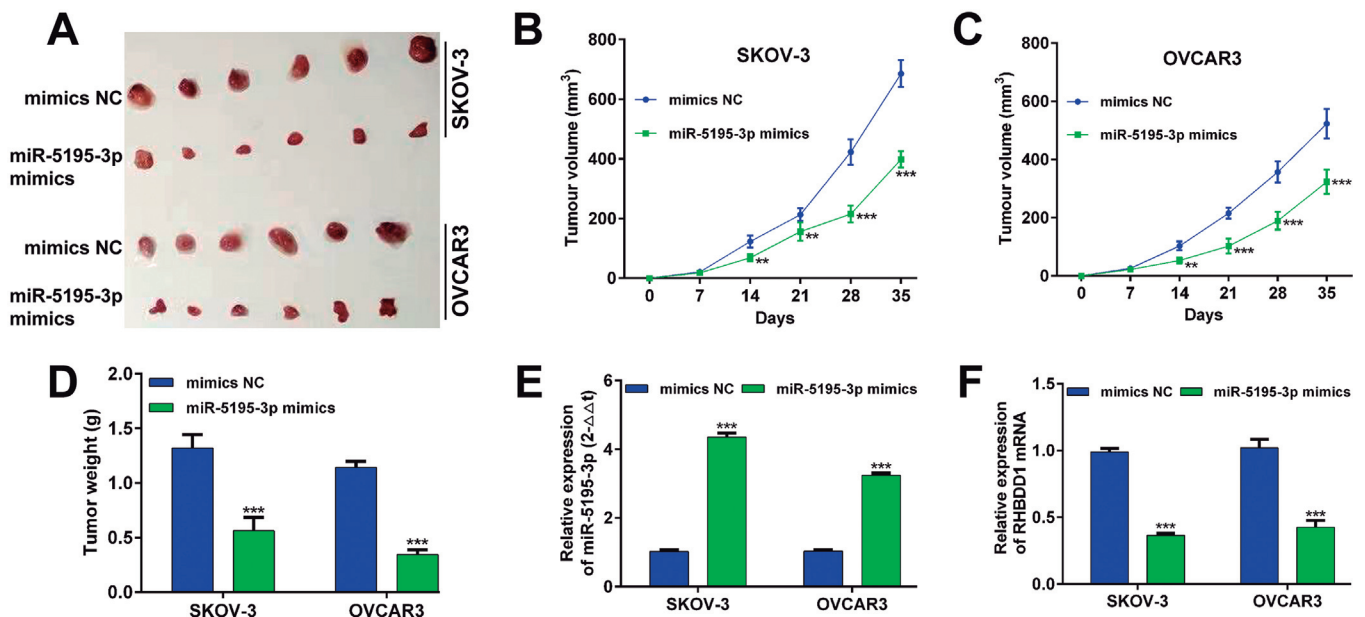 A
mimics NC
miR-5195-3p
mimics
SKOV-3
mimics NC
miR-5195-3p
mimics
OVCAR3
B
SKOV-3
mimics NC
miR-5195-3p mimics
Tumour volume (mm³)
800
600
400
200
0
**
**
***
***
0 7 14 21 28 35
Days
C
OVCAR3
mimics NC
miR-5195-3p mimics
Tumour volume (mm³)
800
600
400
200
0
**
***
***
***
0 7 14 21 28 35
Days
D
mimics NC
miR-5195-3p mimics
Tumor weight (g)
2.0
1.5
1.0
0.5
0.0
***
***
SKOV-3 OVCAR3
E
mimics NC miR-5195-3p mimics
Relative expression
of miR-5195-3p (2-△△t)
6
4
2
0
***
***
SKOV-3 OVCAR3
F
mimics NC miR-5195-3p mimics
Relative expression
of RHBDD1 mRNA
1.5
1.0
0.5
0.0
***
***
SKOV-3 OVCAR3